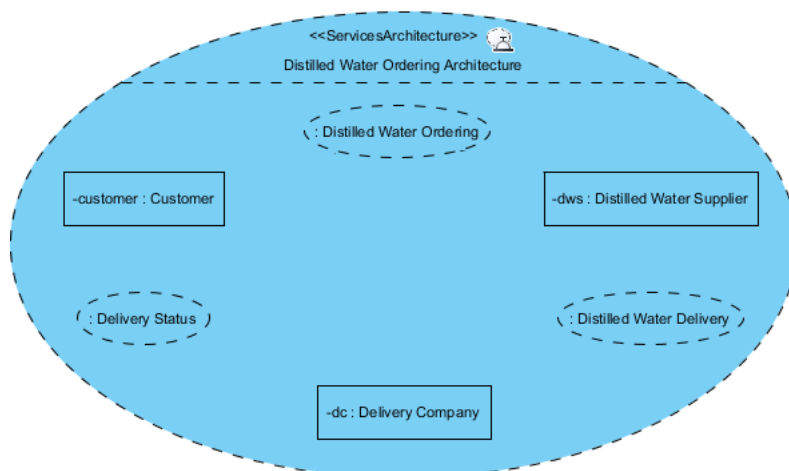 <<ServicesArchitecture>>
Distilled Water Ordering Architecture
: Distilled Water Ordering
-customer : Customer
-dws : Distilled Water Supplier
: Delivery Status
: Distilled Water Delivery
-dc : Delivery Company